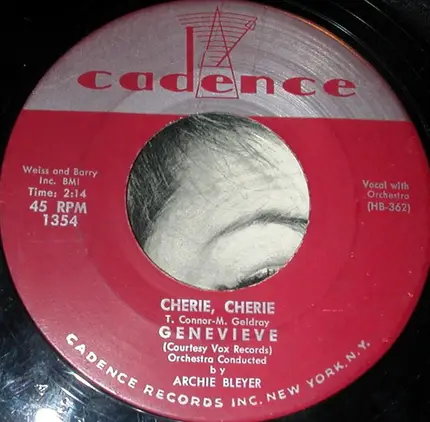 cadence
Weiss and Barry
Inc. BMI
Time: 2:14
45 RPM
1354
Vocal with
Orchestra
(HB-362)
CHERIE, CHERIE
T. Connor-M. Geldray
GENEVIEVE
(Courtesy Vox Records)
Orchestra Conducted
by
ARCHIE BLEYER
CADENCE RECORDS INC. NEW YORK, N.Y.